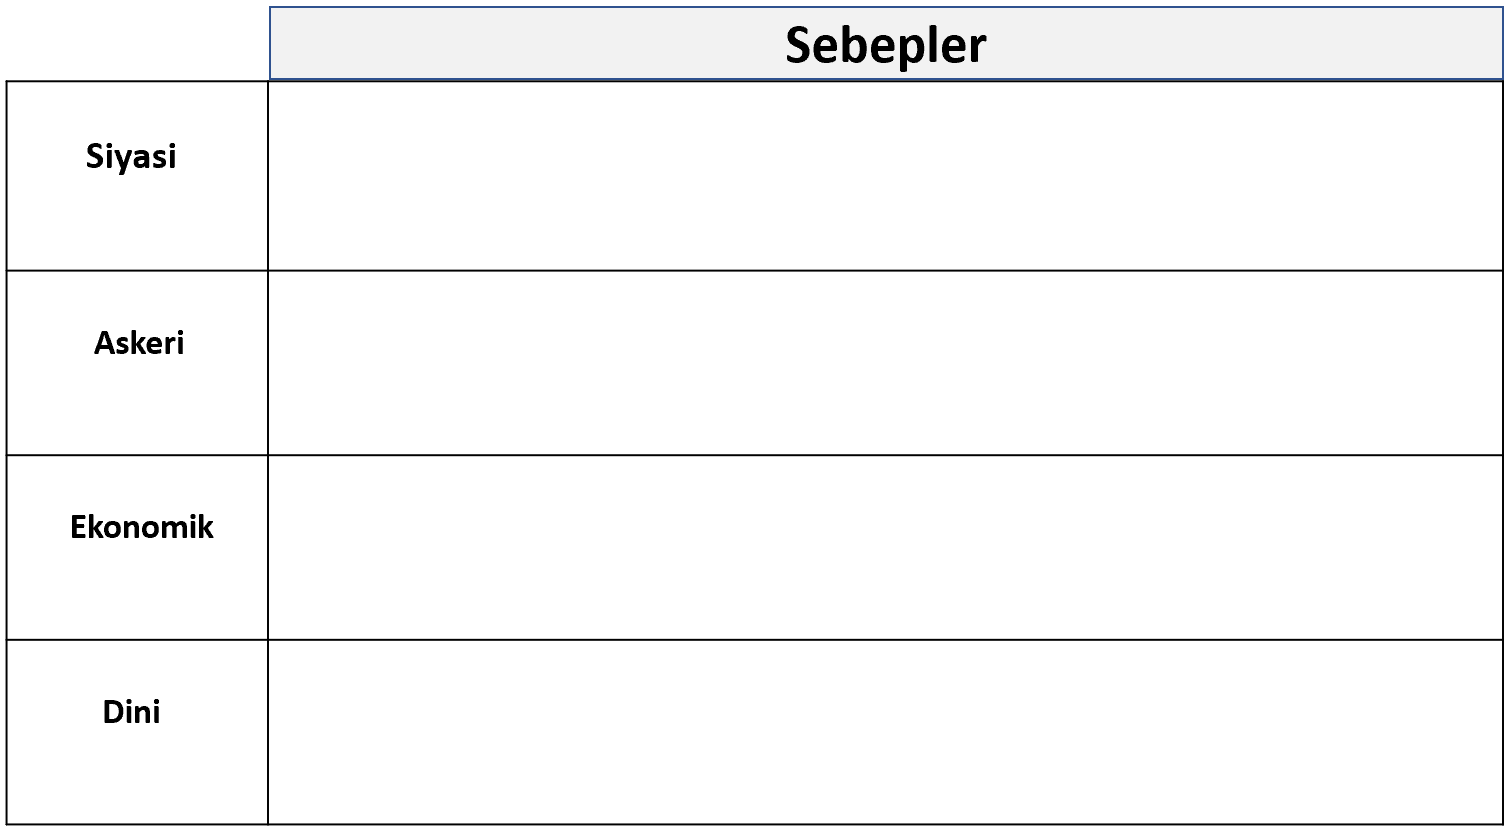 Sebepler
Siyasi
Askeri
Ekonomik
Dini